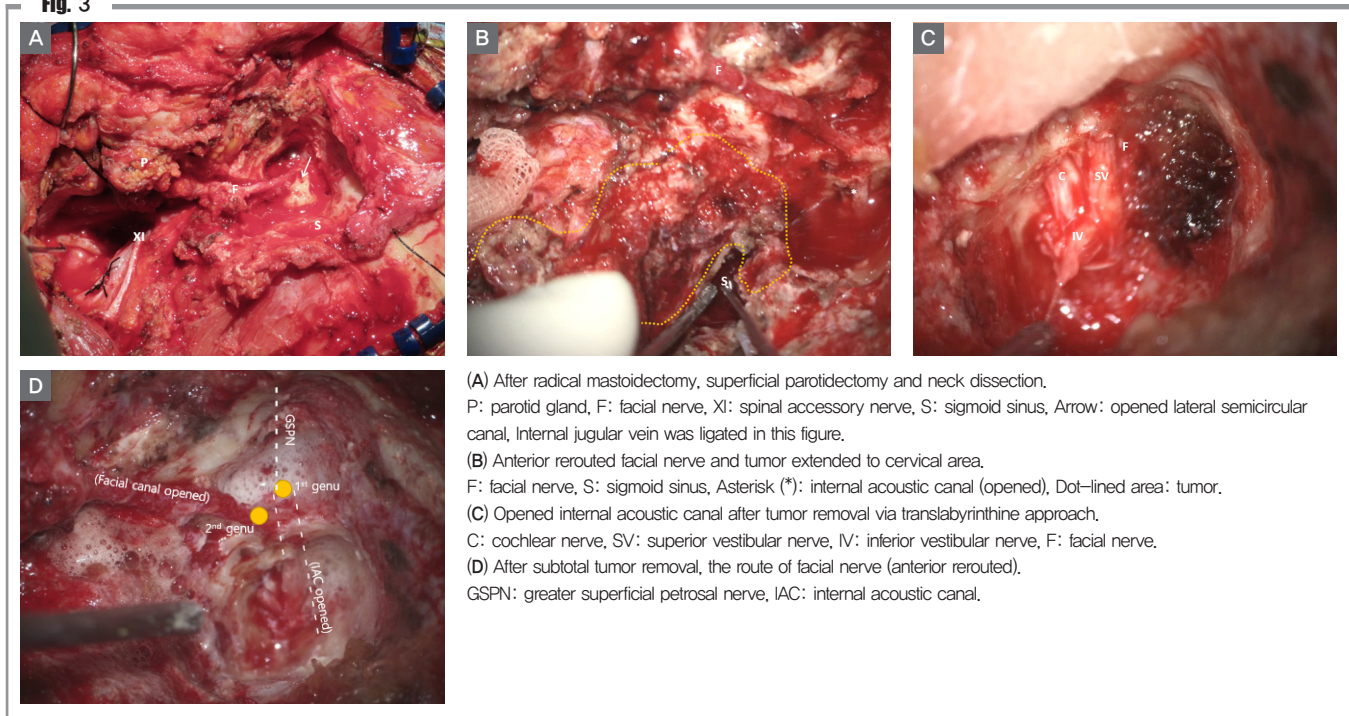 Fig. 3
A
P
F
S
XI
B
F
*
S
C
C
SV
F
IV
D
GSPN
(Facial canal opened)
1st genu
2nd genu
(IAC opened)
(A) After radical mastoidectomy, superficial parotidectomy and neck dissection.
P: parotid gland, F: facial nerve, XI: spinal accessory nerve, S: sigmoid sinus, Arrow: opened lateral semicircular
canal, Internal jugular vein was ligated in this figure.
(B) Anterior rerouted facial nerve and tumor extended to cervical area.
F: facial nerve, S: sigmoid sinus, Asterisk (*): internal acoustic canal (opened), Dot-lined area: tumor.
(C) Opened internal acoustic canal after tumor removal via translabyrinthine approach.
C: cochlear nerve, SV: superior vestibular nerve, IV: inferior vestibular nerve, F: facial nerve.
(D) After subtotal tumor removal, the route of facial nerve (anterior rerouted).
GSPN: greater superficial petrosal nerve, IAC: internal acoustic canal.